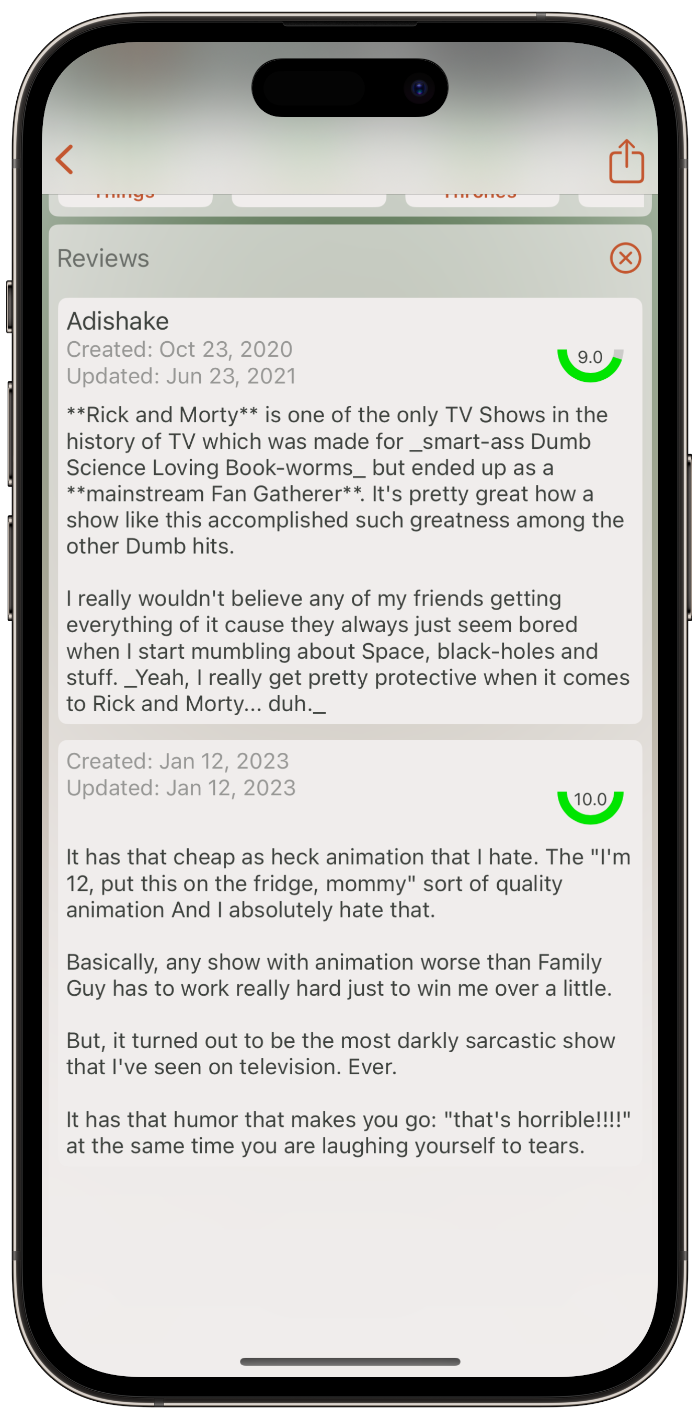 Things Thrones
Reviews
Adishake
Created: Oct 23, 2020
Updated: Jun 23, 2021
9.0
**Rick and Morty** is one of the only TV Shows in the
history of TV which was made for _smart-ass Dumb
Science Loving Book-worms_ but ended up as a
**mainstream Fan Gatherer**. It's pretty great how a
show like this accomplished such greatness among the
other Dumb hits.
I really wouldn't believe any of my friends getting
everything of it cause they always just seem bored
when I start mumbling about Space, black-holes and
stuff. _Yeah, I really get pretty protective when it comes
to Rick and Morty... duh._
Created: Jan 12, 2023
Updated: Jan 12, 2023
10.0
It has that cheap as heck animation that I hate. The "I'm
12, put this on the fridge, mommy" sort of quality
animation And I absolutely hate that.
Basically, any show with animation worse than Family
Guy has to work really hard just to win me over a little.
But, it turned out to be the most darkly sarcastic show
that I've seen on television. Ever.
It has that humor that makes you go: "that's horrible!!!!"
at the same time you are laughing yourself to tears.